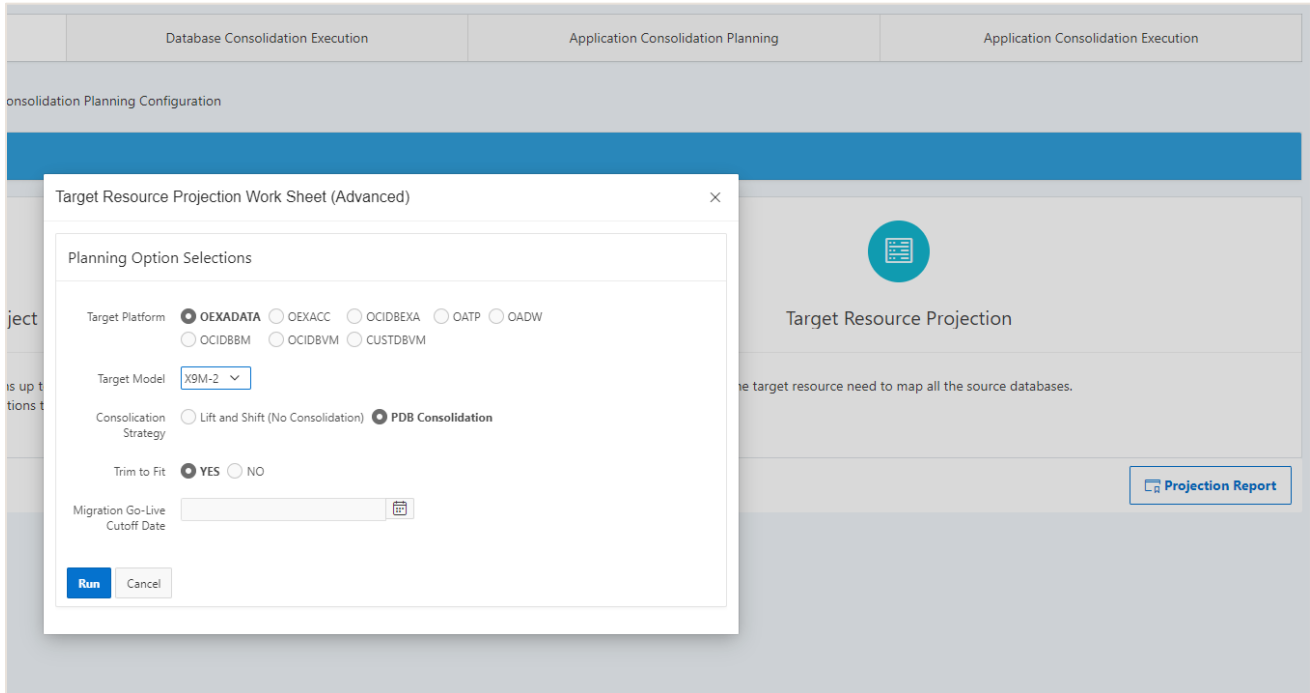 Database Consolidation Execution
Application Consolidation Planning
Application Consolidation Execution
onsolidation Planning Configuration
Target Resource Projection Work Sheet (Advanced)
Planning Option Selections
Target Platform OEXADATA OEXACC OCIDBEXA OATP OADW
OCIDBBM OCIDBVM CUSTDBVM
Target Model X9M-2
Consolication Lift and Shift (No Consolidation) PDB Consolidation
Strategy
Trim to Fit YES NO
Migration Go-Live
Cutoff Date
Run Cancel
ject
Target Resource Projection
ns up t
tions t
he target resource need to map all the source databases.
Projection Report